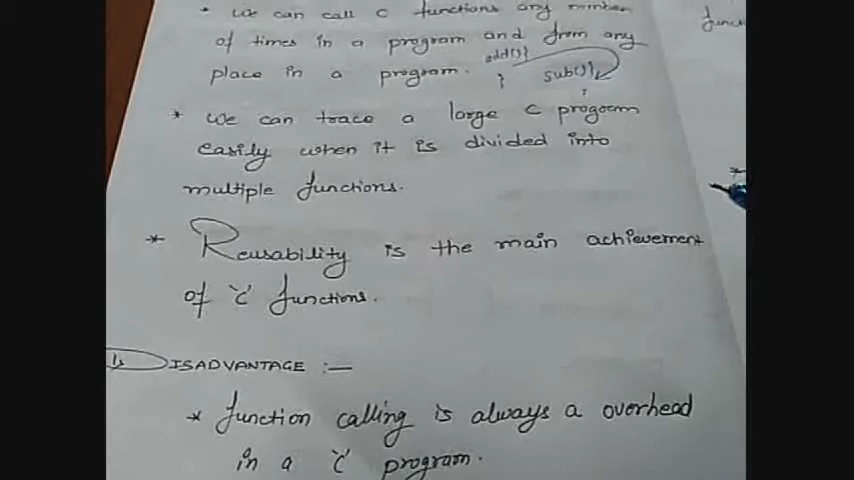 * we can call c functions any number
of times in a program and from any
add()}
place in a program. } sub(){
* we can trace a large c program
easily when it is divided into
multiple functions.
* Reusability is the main achievement
of 'c' functions.
DISADVANTAGE :—
* function calling is always a overhead
in a 'c' program.